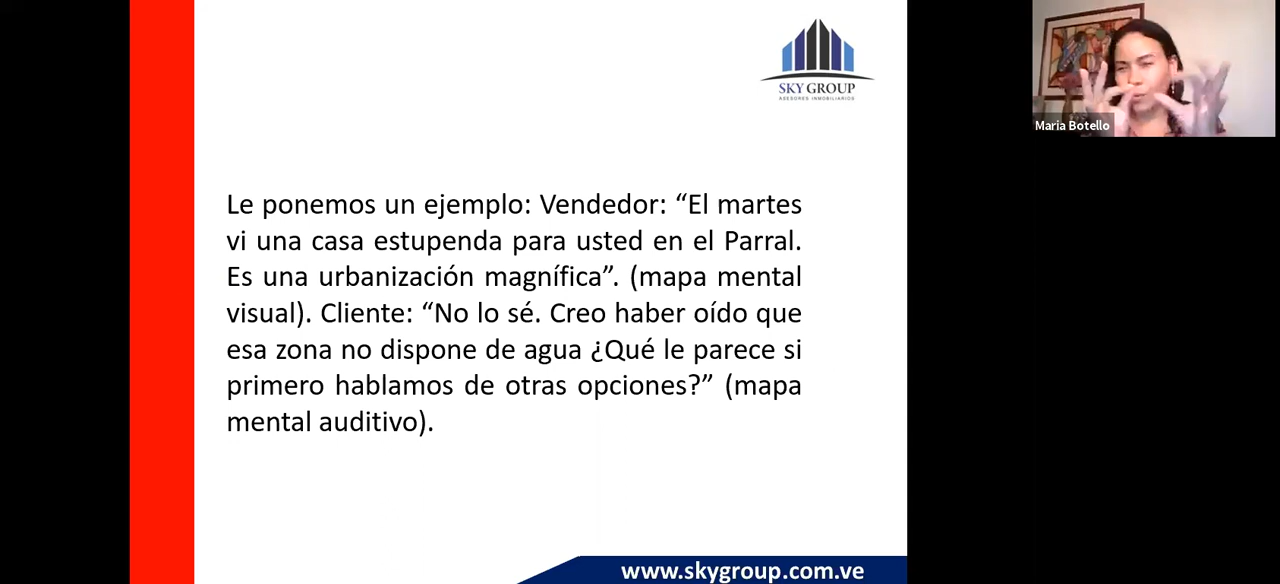 SKY GROUP
ASESORES INMOBILIARIOS
Maria Botello
Le ponemos un ejemplo: Vendedor: “El martes
vi una casa estupenda para usted en el Parral.
Es una urbanización magnífica”. (mapa mental
visual). Cliente: “No lo sé. Creo haber oído que
esa zona no dispone de agua ¿Qué le parece si
primero hablamos de otras opciones?” (mapa
mental auditivo).
www.skygroup.com.ve